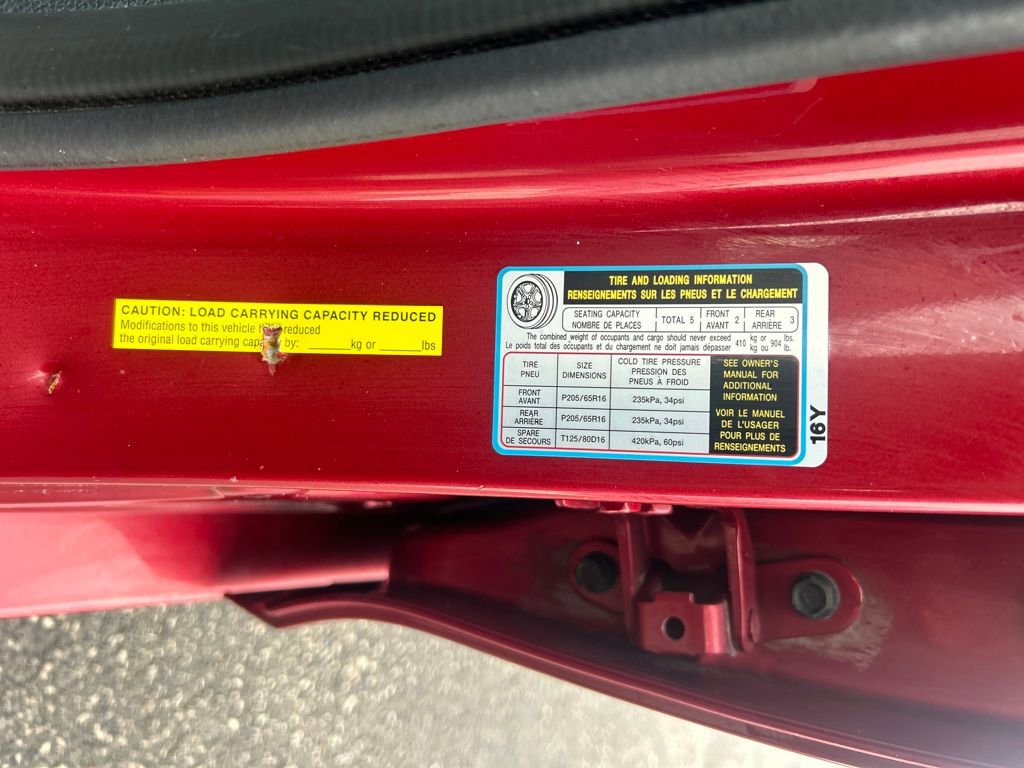 CAUTION: LOAD CARRYING CAPACITY REDUCED
Modifications to this vehicle reduced
the original load carrying capacity by: ______kg or ______lbs
TIRE AND LOADING INFORMATION
RENSEIGNEMENTS SUR LES PNEUS ET LE CHARGEMENT
SEATING CAPACITY
NOMBRE DE PLACES
TOTAL 5
FRONT
AVANT 2
REAR
ARRIÈRE 3
The combined weight of occupants and cargo should never exceed 410 kg or 904 lbs.
Le poids total des occupants et du chargement ne doit jamais dépasser 410 kg ou 904 lb.
TIRE
PNEU
SIZE
DIMENSIONS
COLD TIRE PRESSURE
PRESSION DES
PNEUS À FROID
FRONT
AVANT
P205/65R16
235kPa, 34psi
REAR
ARRIÈRE
P205/65R16
235kPa, 34psi
SPARE
DE SECOURS
T125/80D16
420kPa, 60psi
SEE OWNER'S
MANUAL FOR
ADDITIONAL
INFORMATION
VOIR LE MANUEL
DE L'USAGER
POUR PLUS DE
RENSEIGNEMENTS
16Y